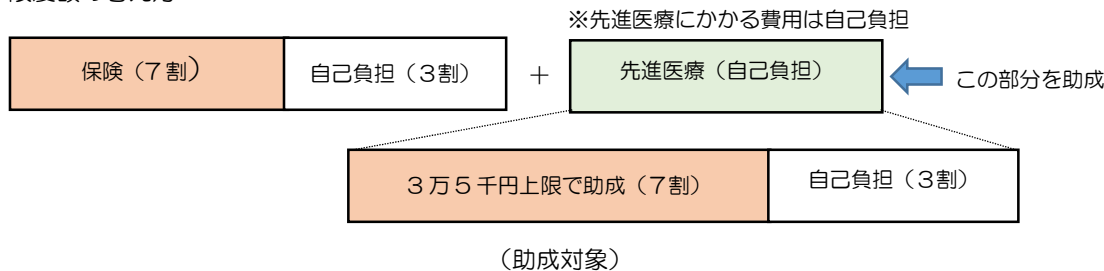 ※先進医療にかかる費用は自己負担
保険（７割） 自己負担（３割） ＋ 先進医療（自己負担） この部分を助成
３万５千円上限で助成（７割） 自己負担（３割）
（助成対象）